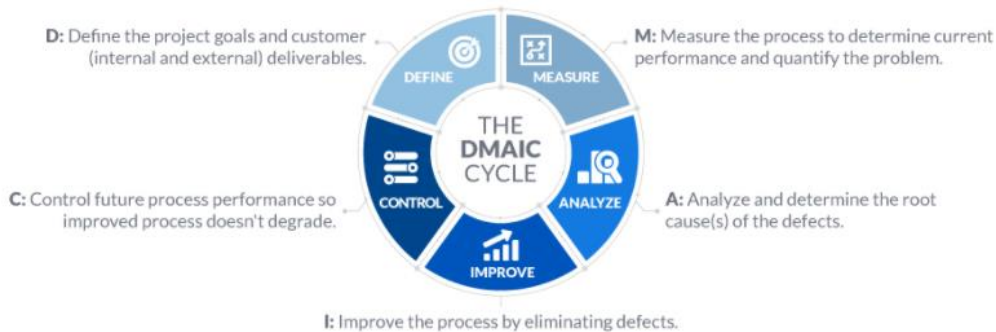 D: Define the project goals and customer
(internal and external) deliverables.
DEFINE
MEASURE
M: Measure the process to determine current
performance and quantify the problem.
THE
DMAIC
CYCLE
C: Control future process performance so
improved process doesn't degrade.
CONTROL
ANALYZE
A: Analyze and determine the root
cause(s) of the defects.
IMPROVE
I: Improve the process by eliminating defects.